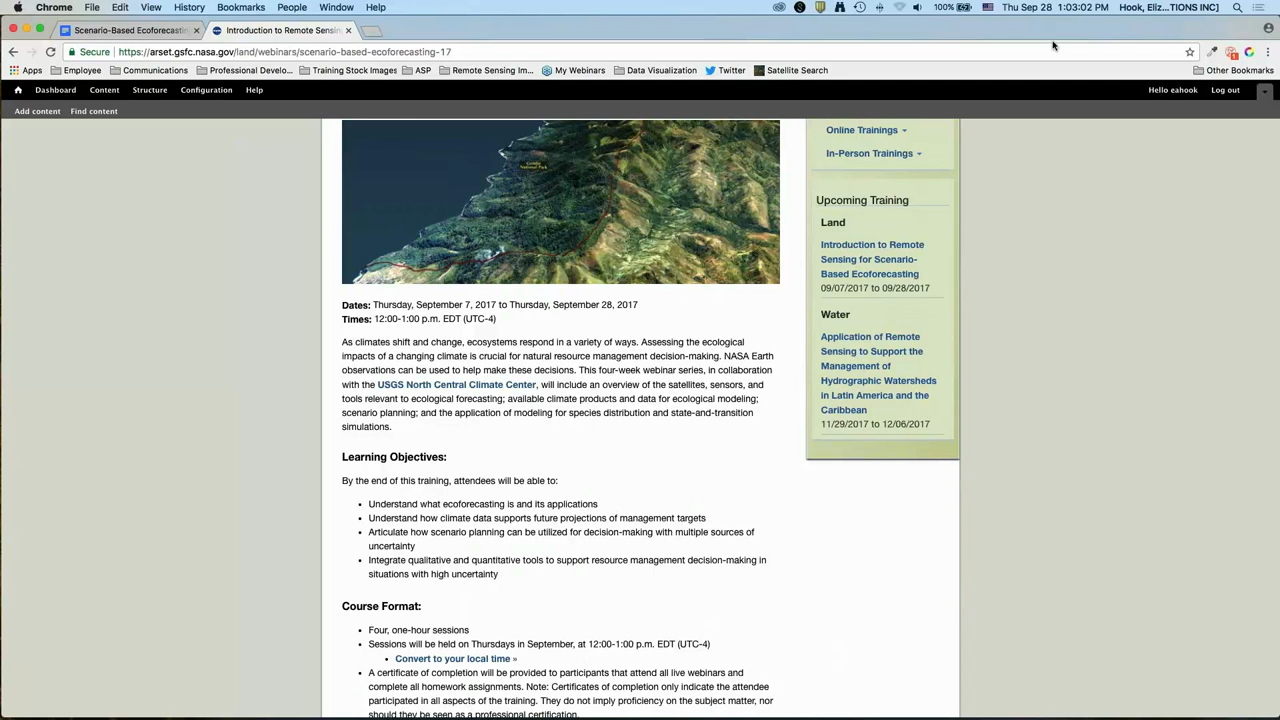 Chrome File Edit View History Bookmarks People Window Help 100% Thu Sep 28 1:03:02 PM Hook, Eliz...TIONS INC]
Scenario-Based Ecoforecasting Introduction to Remote Sensin
Secure https://arset.gsfc.nasa.gov/land/webinars/scenario-based-ecoforecasting-17
Apps Employee Communications Professional Develo... Training Stock Images ASP Remote Sensing Im... My Webinars Data Visualization Twitter Satellite Search Other Bookmarks
Dashboard Content Structure Configuration Help Hello eahook Log out
Add content Find content
Online Trainings
In-Person Trainings
Upcoming Training
Land
Introduction to Remote
Sensing for Scenario-
Based Ecoforecasting
09/07/2017 to 09/28/2017
Water
Application of Remote
Sensing to Support the
Management of
Hydrographic Watersheds
in Latin America and the
Caribbean
11/29/2017 to 12/06/2017
Dates: Thursday, September 7, 2017 to Thursday, September 28, 2017
Times: 12:00-1:00 p.m. EDT (UTC-4)
As climates shift and change, ecosystems respond in a variety of ways. Assessing the ecological
impacts of a changing climate is crucial for natural resource management decision-making. NASA Earth
observations can be used to help make these decisions. This four-week webinar series, in collaboration
with the USGS North Central Climate Center, will include an overview of the satellites, sensors, and
tools relevant to ecological forecasting; available climate products and data for ecological modeling;
scenario planning; and the application of modeling for species distribution and state-and-transition
simulations.
Learning Objectives:
By the end of this training, attendees will be able to:
• Understand what ecoforecasting is and its applications
• Understand how climate data supports future projections of management targets
• Articulate how scenario planning can be utilized for decision-making with multiple sources of
uncertainty
• Integrate qualitative and quantitative tools to support resource management decision-making in
situations with high uncertainty
Course Format:
• Four, one-hour sessions
• Sessions will be held on Thursdays in September, at 12:00-1:00 p.m. EDT (UTC-4)
• Convert to your local time »
• A certificate of completion will be provided to participants that attend all live webinars and
complete all homework assignments. Note: Certificates of completion only indicate the attendee
participated in all aspects of the training. They do not imply proficiency on the subject matter, nor
should they be seen as a professional certification.